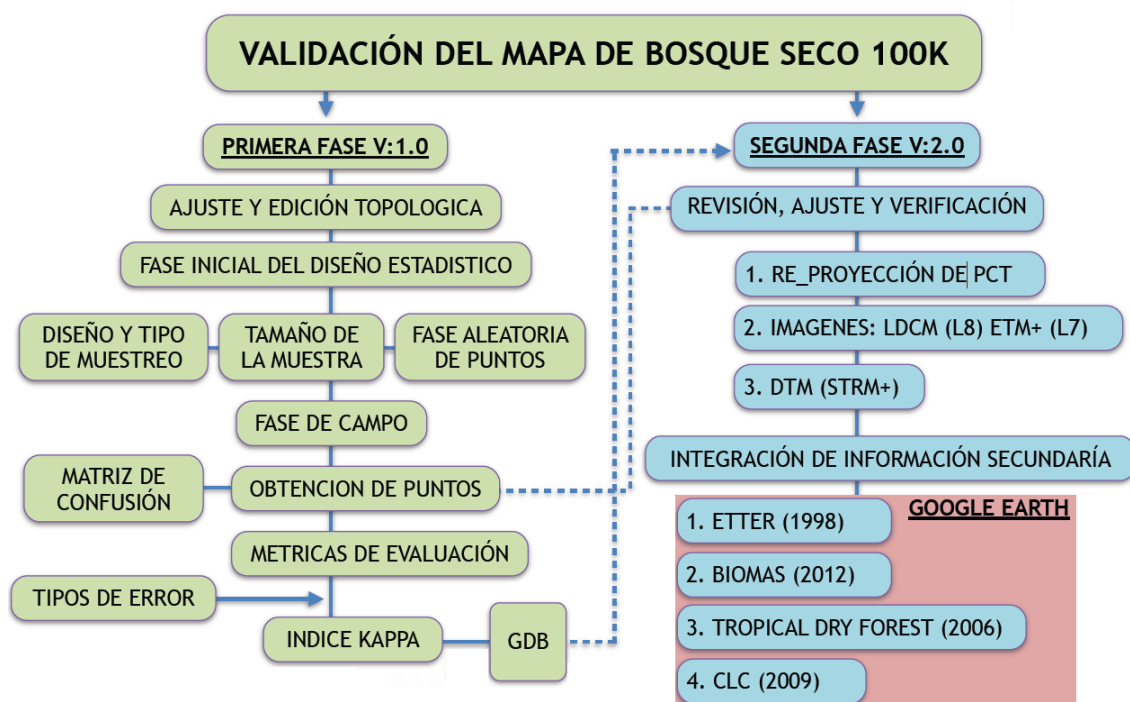 VALIDACIÓN DEL MAPA DE BOSQUE SECO 100K
PRIMERA FASE V:1.0
AJUSTE Y EDICIÓN TOPOLOGICA
FASE INICIAL DEL DISEÑO ESTADISTICO
DISEÑO Y TIPO
DE MUESTREO
TAMAÑO DE
LA MUESTRA
FASE ALEATORIA
DE PUNTOS
FASE DE CAMPO
MATRIZ DE
CONFUSIÓN
OBTENCION DE PUNTOS
METRICAS DE EVALUACIÓN
TIPOS DE ERROR
INDICE KAPPA
GDB
SEGUNDA FASE V:2.0
REVISIÓN, AJUSTE Y VERIFICACIÓN
1. RE_PROYECCIÓN DE PCT
2. IMAGENES: LDCM (L8) ETM+ (L7)
3. DTM (STRM+)
INTEGRACIÓN DE INFORMACIÓN SECUNDARÍA
GOOGLE EARTH
1. ETTER (1998)
2. BIOMAS (2012)
3. TROPICAL DRY FOREST (2006)
4. CLC (2009)